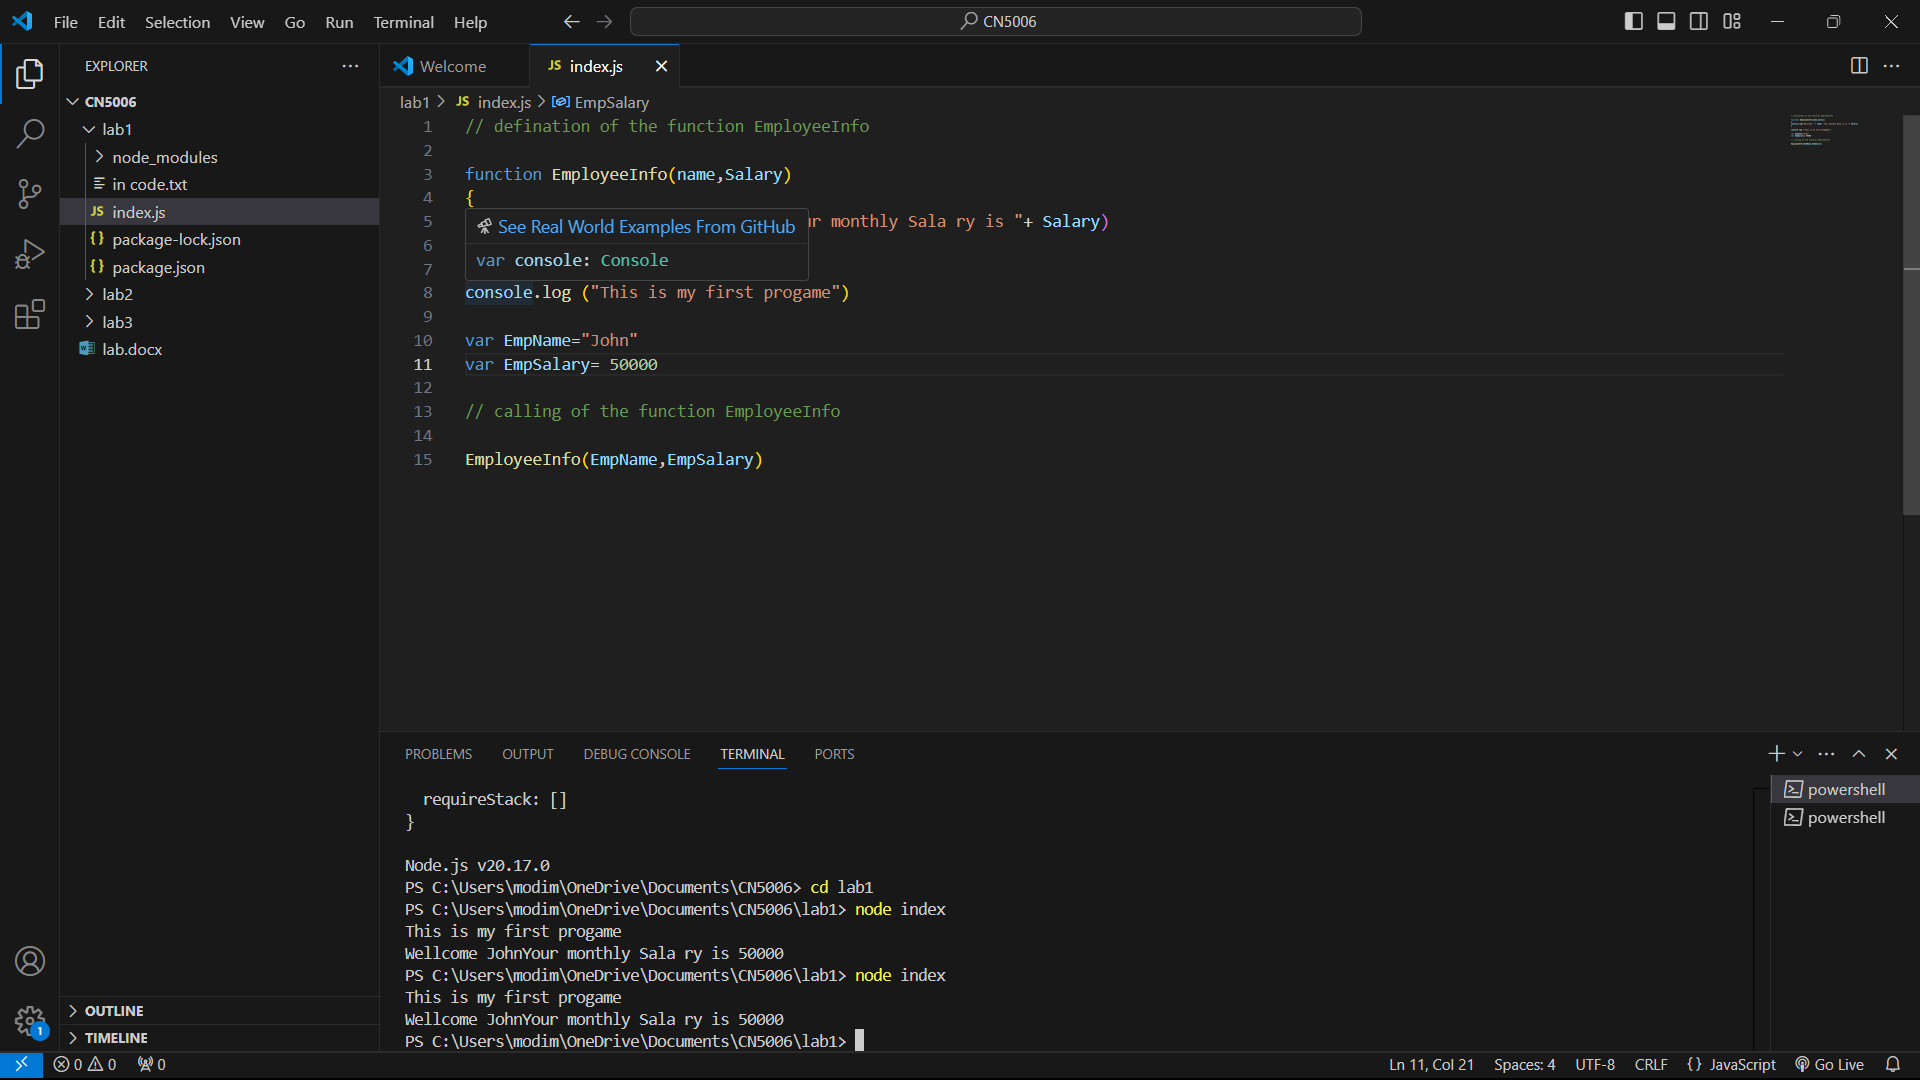 File Edit Selection View Go Run Terminal Help
CN5006
EXPLORER
Welcome
JS index.js
CN5006
lab1
node_modules
in code.txt
JS index.js
{} package-lock.json
{} package.json
lab2
lab3
lab.docx
lab1 > JS index.js > EmpSalary
1 // defination of the function EmployeeInfo
2
3 function EmployeeInfo(name,Salary)
4 {
See Real World Examples From GitHub
5 monthly Sala ry is "+ Salary)
6
var console: Console
7
8 console.log ("This is my first progame")
9
10 var EmpName="John"
11 var EmpSalary= 50000
12
13 // calling of the function EmployeeInfo
14
15 EmployeeInfo(EmpName,EmpSalary)
PROBLEMS OUTPUT DEBUG CONSOLE TERMINAL PORTS
requireStack: []
}
Node.js v20.17.0
PS C:\Users\modim\OneDrive\Documents\CN5006> cd lab1
PS C:\Users\modim\OneDrive\Documents\CN5006\lab1> node index
This is my first progame
Wellcome JohnYour monthly Sala ry is 50000
PS C:\Users\modim\OneDrive\Documents\CN5006\lab1> node index
This is my first progame
Wellcome JohnYour monthly Sala ry is 50000
PS C:\Users\modim\OneDrive\Documents\CN5006\lab1>
powershell
powershell
OUTLINE
TIMELINE
1
0 0 0
Ln 11, Col 21 Spaces: 4 UTF-8 CRLF {} JavaScript Go Live